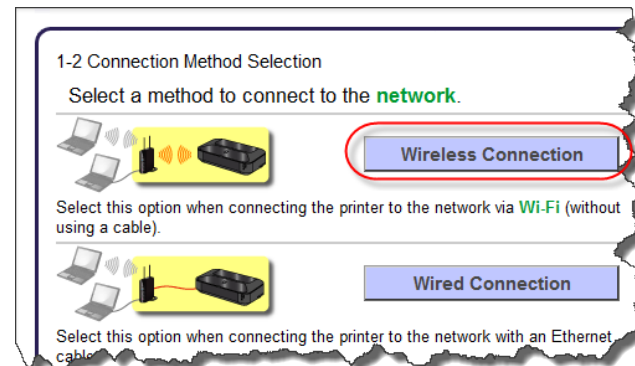 1-2 Connection Method Selection
Select a method to connect to the network.
Wireless Connection
Select this option when connecting the printer to the network via Wi-Fi (without
using a cable).
Wired Connection
Select this option when connecting the printer to the network with an Ethernet